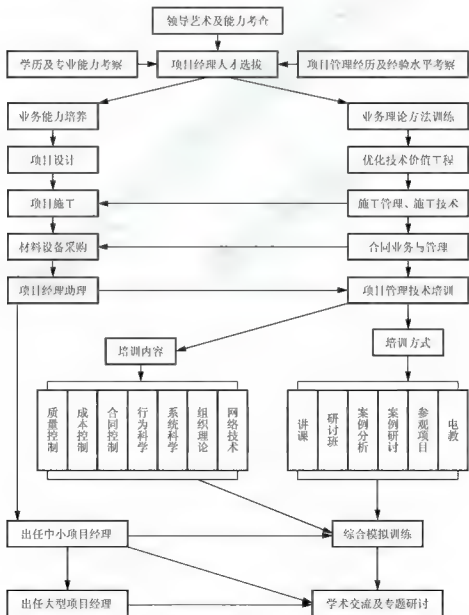 领导艺术及能力考查
学历及专业能力考察
项目经理人才选拔
项目管理经历及经验水平考察
业务能力培养
业务理论方法训练
项目设计
优化技术价值工程
项目施工
施工管理、施工技术
材料设备采购
合同业务与管理
项目经理助理
项目管理技术培训
培训内容
培训方式
质量控制
成本控制
合同控制
行为科学
系统科学
组织理论
网络技术
讲课
研讨班
案例分析
案例研讨
参观项目
电教
出任中小项目经理
综合模拟训练
出任大型项目经理
学术交流及专题研讨